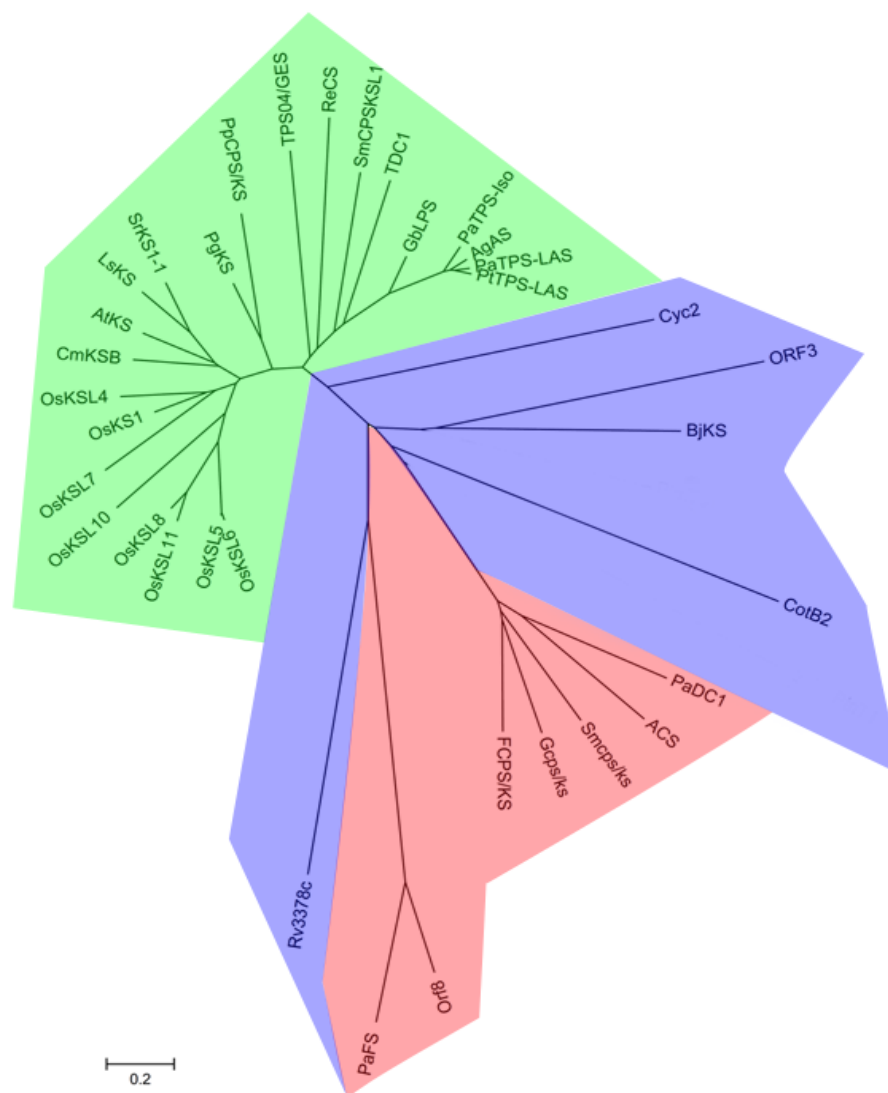 TPS04/GES
ReCS
SmCPSKSL1
TDC1
PpCPS/KS
GbLPS
PaTPS-Iso
AgAS
PaTPS-LAS
PtTPS-LAS
PgKS
SrKS1-1
LsKS
AtKS
CmKSB
OsKSL4
OsKS1
OsKSL7
OsKSL10
OsKSL8
OsKSL11
OsKSL5
OsKSL6
Cyc2
ORF3
BjKS
CotB2
PaDC1
ACS
Smcps/ks
Gcps/ks
FCPS/KS
Rv3378c
Orf8
PaFS
0.2